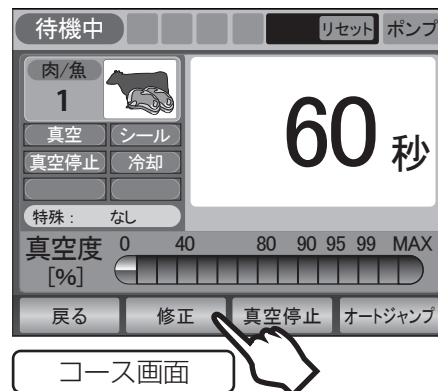 待機中 リセット ポンプ
肉/魚
1
60 秒
真空 シール
真空停止 冷却
特殊: なし
真空度 0 40 80 90 95 99 MAX
[%]
戻る 修正 真空停止 オートジャンプ
コース画面